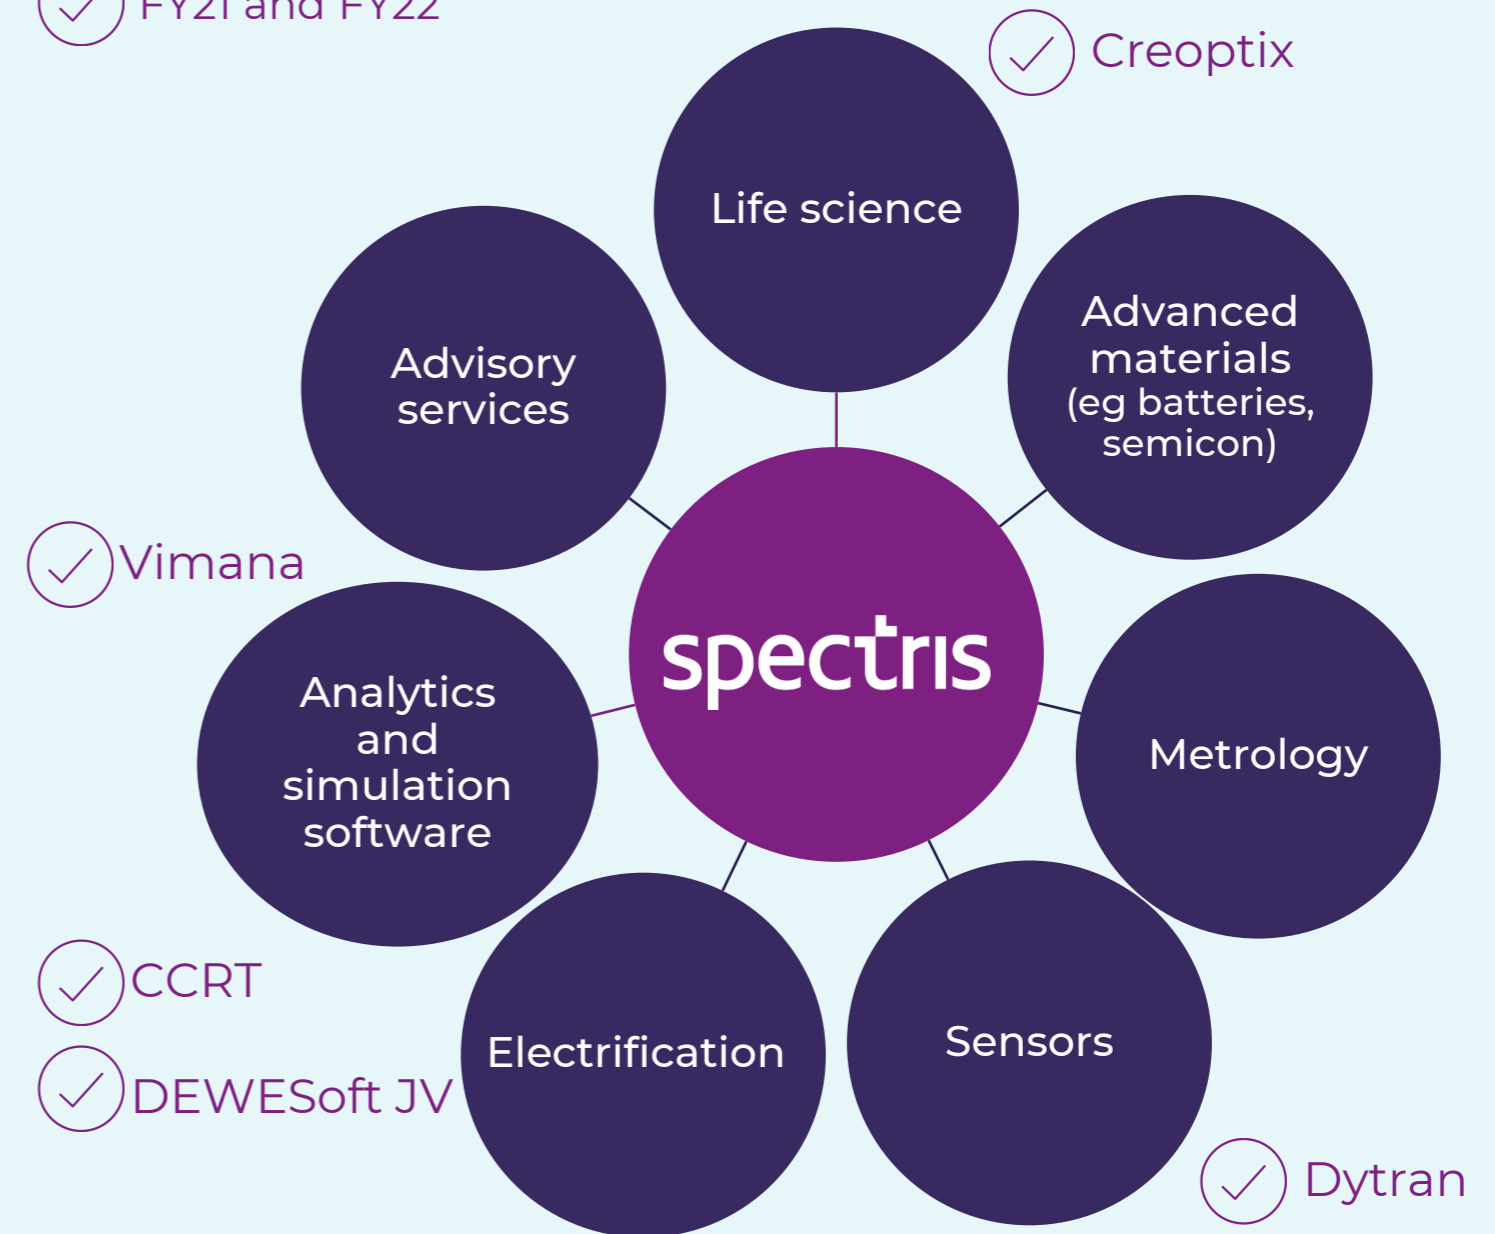 FY21 and FY22
Creoptix
Life science
Advanced
materials
(eg batteries,
semicon)
Advisory
services
Vimana
spectris
Analytics
and
simulation
software
Metrology
CCRT
DEWESoft JV
Electrification
Sensors
Dytran